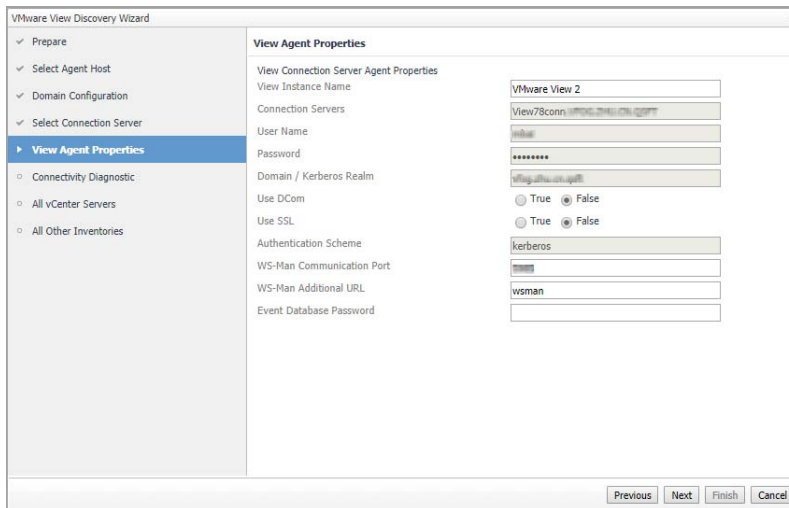 VMware View Discovery Wizard
Prepare
Select Agent Host
Domain Configuration
Select Connection Server
View Agent Properties
Connectivity Diagnostic
All vCenter Servers
All Other Inventories
View Agent Properties
View Connection Server Agent Properties
View Instance Name VMware View 2
Connection Servers View78conn
User Name
Password ••••••••
Domain / Kerberos Realm
Use DCom True False
Use SSL True False
Authentication Scheme kerberos
WS-Man Communication Port
WS-Man Additional URL wsman
Event Database Password
Previous Next Finish Cancel